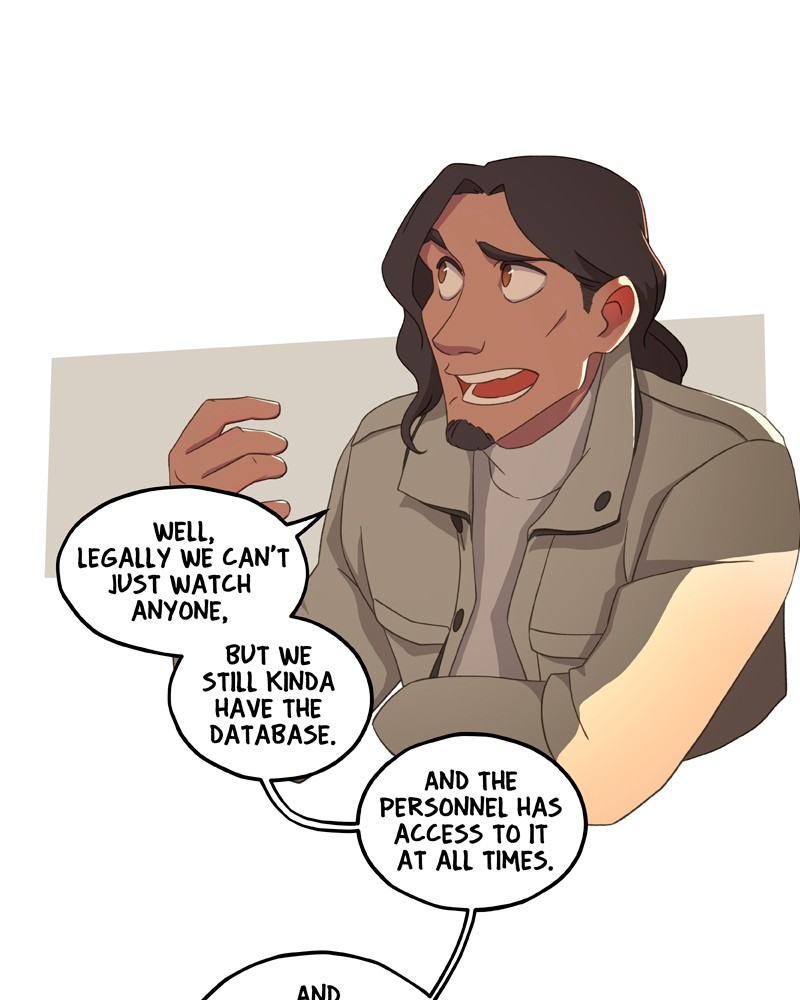 WELL,
LEGALLY WE CAN'T
JUST WATCH
ANYONE,
BUT WE
STILL KINDA
HAVE THE
DATABASE.
AND THE
PERSONNEL HAS
ACCESS TO IT
AT ALL TIMES.
AND